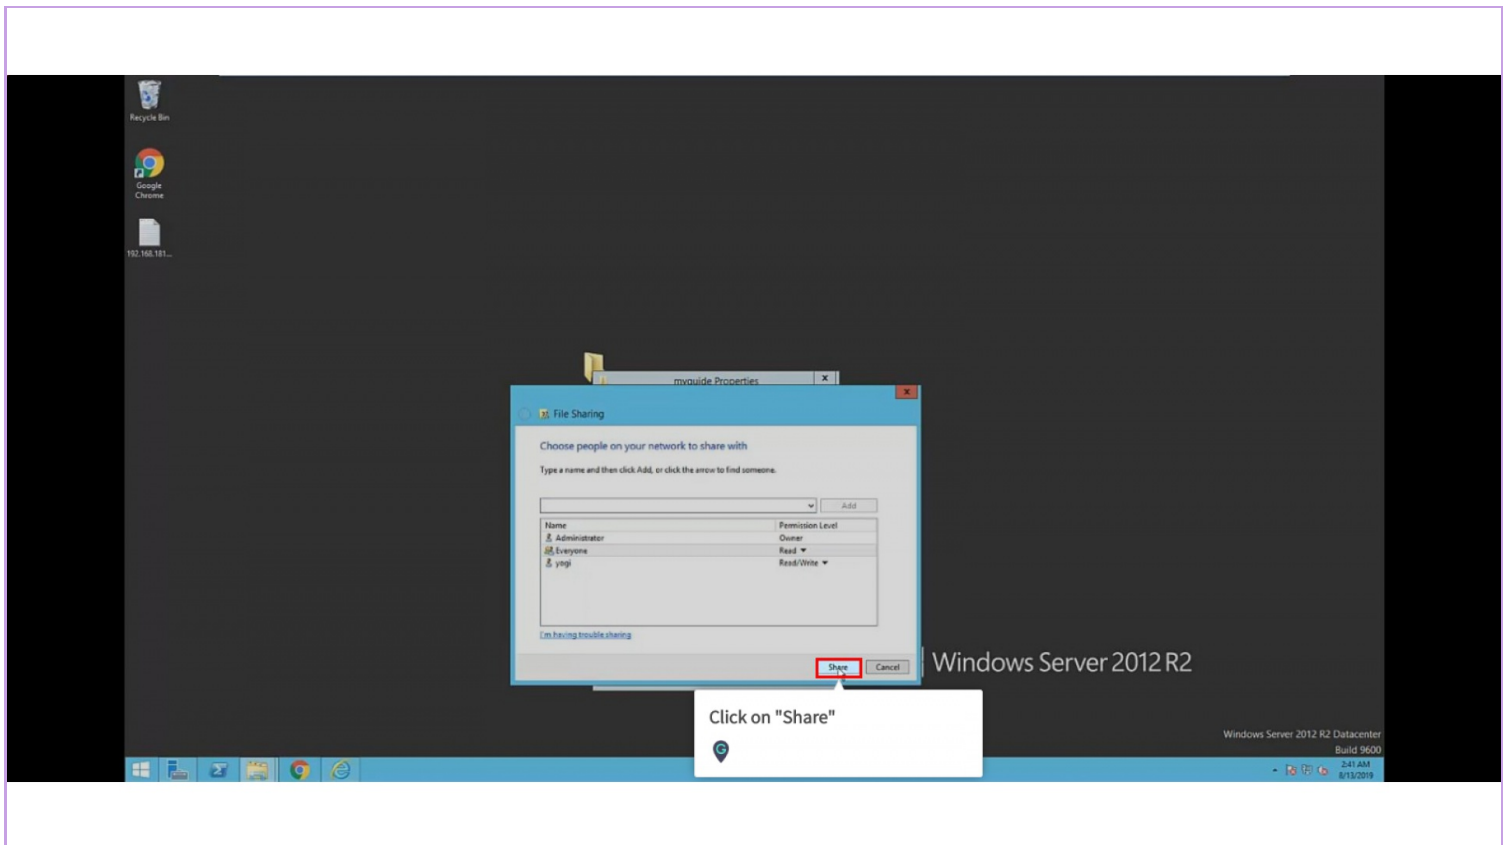 Recycle Bin
Google
Chrome
192.168.181...
myguide Properties
x
x
File Sharing
Choose people on your network to share with
Type a name and then click Add, or click the arrow to find someone.
Add
Name Permission Level
Administrator Owner
Everyone Read
yogi Read/Write
I'm having trouble sharing
Share Cancel
Windows Server 2012 R2
Click on "Share"
G
Windows Server 2012 R2 Datacenter
Build 9600
2:41 AM
8/13/2019